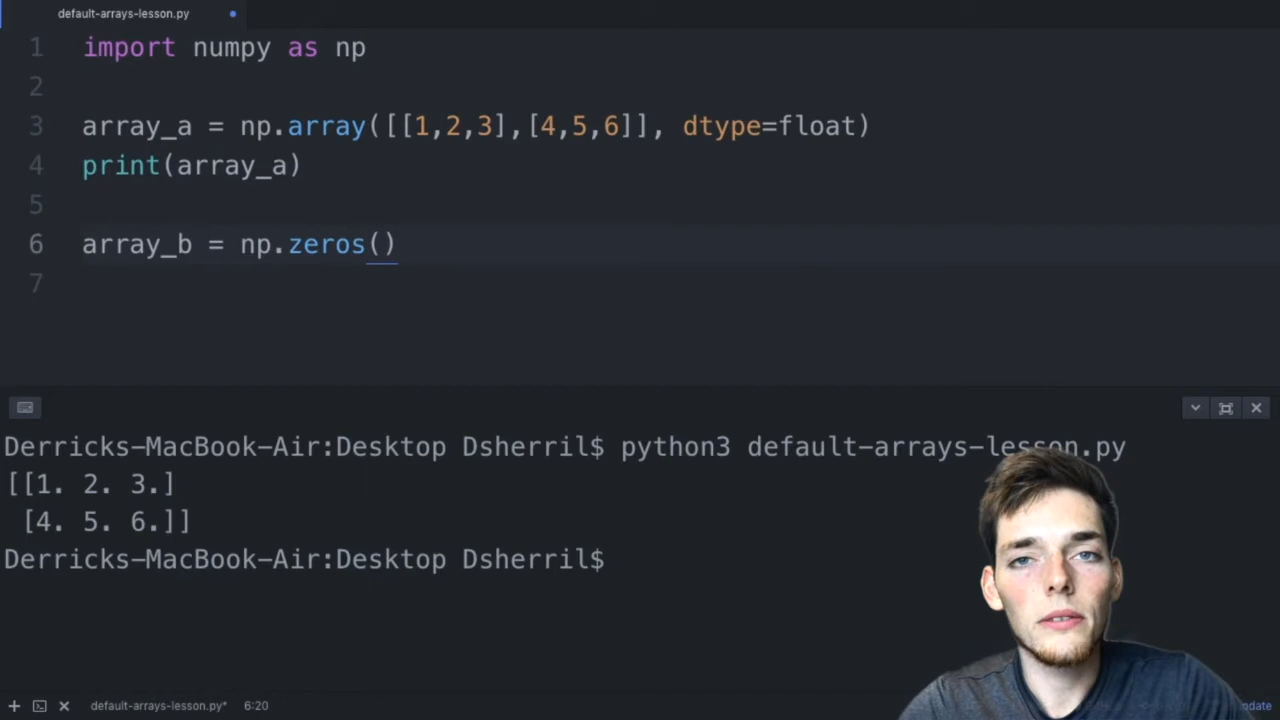 default-arrays-lesson.py
1 import numpy as np
2
3 array_a = np.array([[1,2,3],[4,5,6]], dtype=float)
4 print(array_a)
5
6 array_b = np.zeros()
7
Derricks-MacBook-Air:Desktop Dsherril$ python3 default-arrays-lesson.py
[[1. 2. 3.]
[4. 5. 6.]]
Derricks-MacBook-Air:Desktop Dsherril$
default-arrays-lesson.py* 6:20